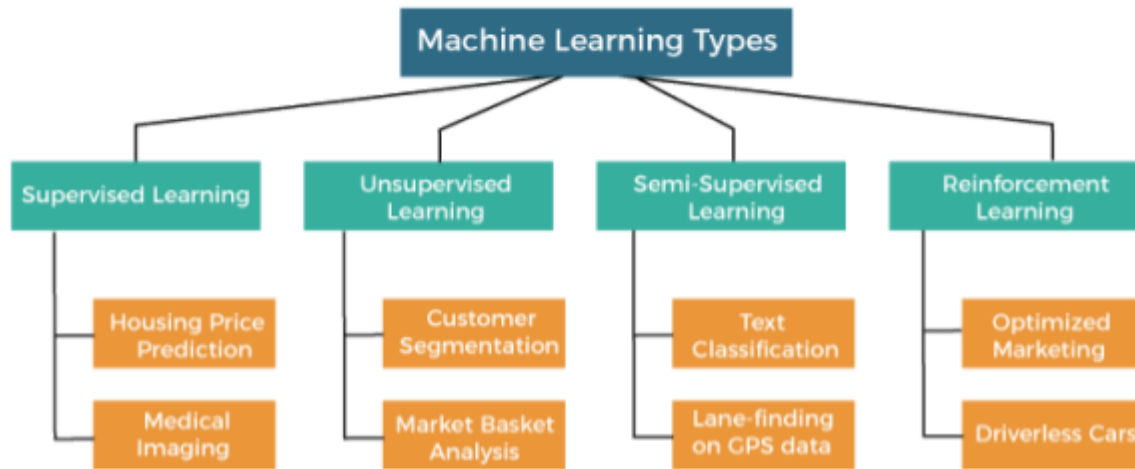 Machine Learning Types
Supervised Learning
Unsupervised
Learning
Semi-Supervised
Learning
Reinforcement
Learning
Housing Price
Prediction
Customer
Segmentation
Text
Classification
Optimized
Marketing
Medical
Imaging
Market Basket
Analysis
Lane-finding
on GPS data
Driverless Cars